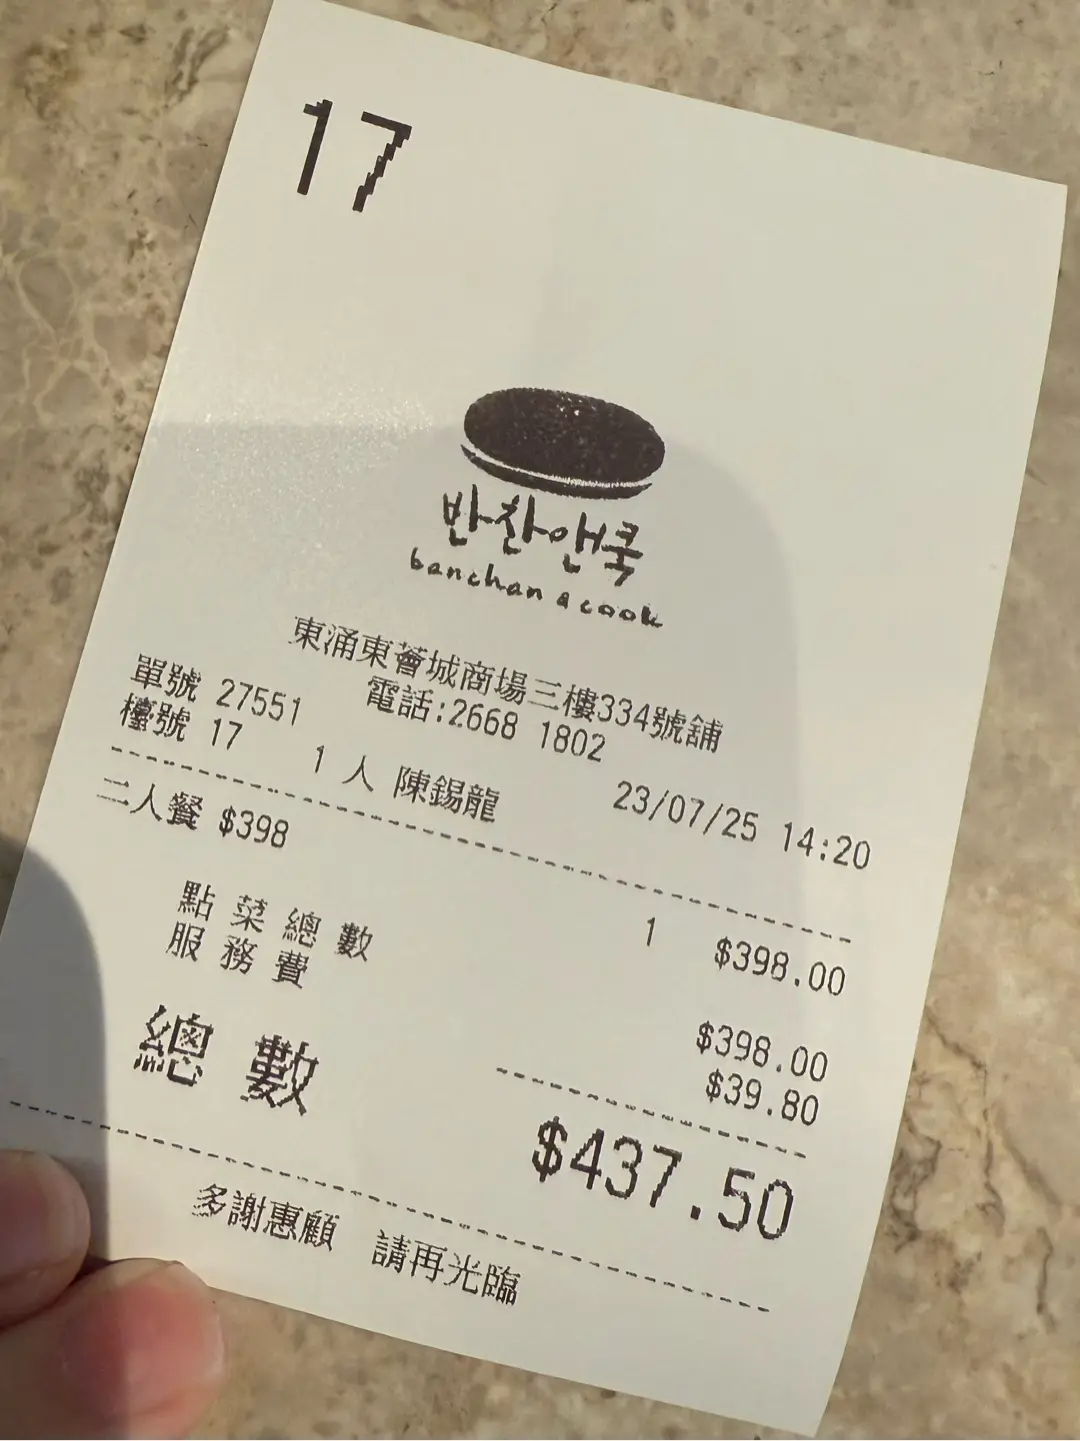 17
반찬앤쿡
banchan & cook
東涌東薈城商場三樓334號舖
電話:2668 1802
單號 27551
檯號 17 1 人 陳錫龍 23/07/25 14:20
二人餐 $398 1 $398.00
點菜總數 $398.00
服務費 $39.80
總數 $437.50
多謝惠顧 請再光臨